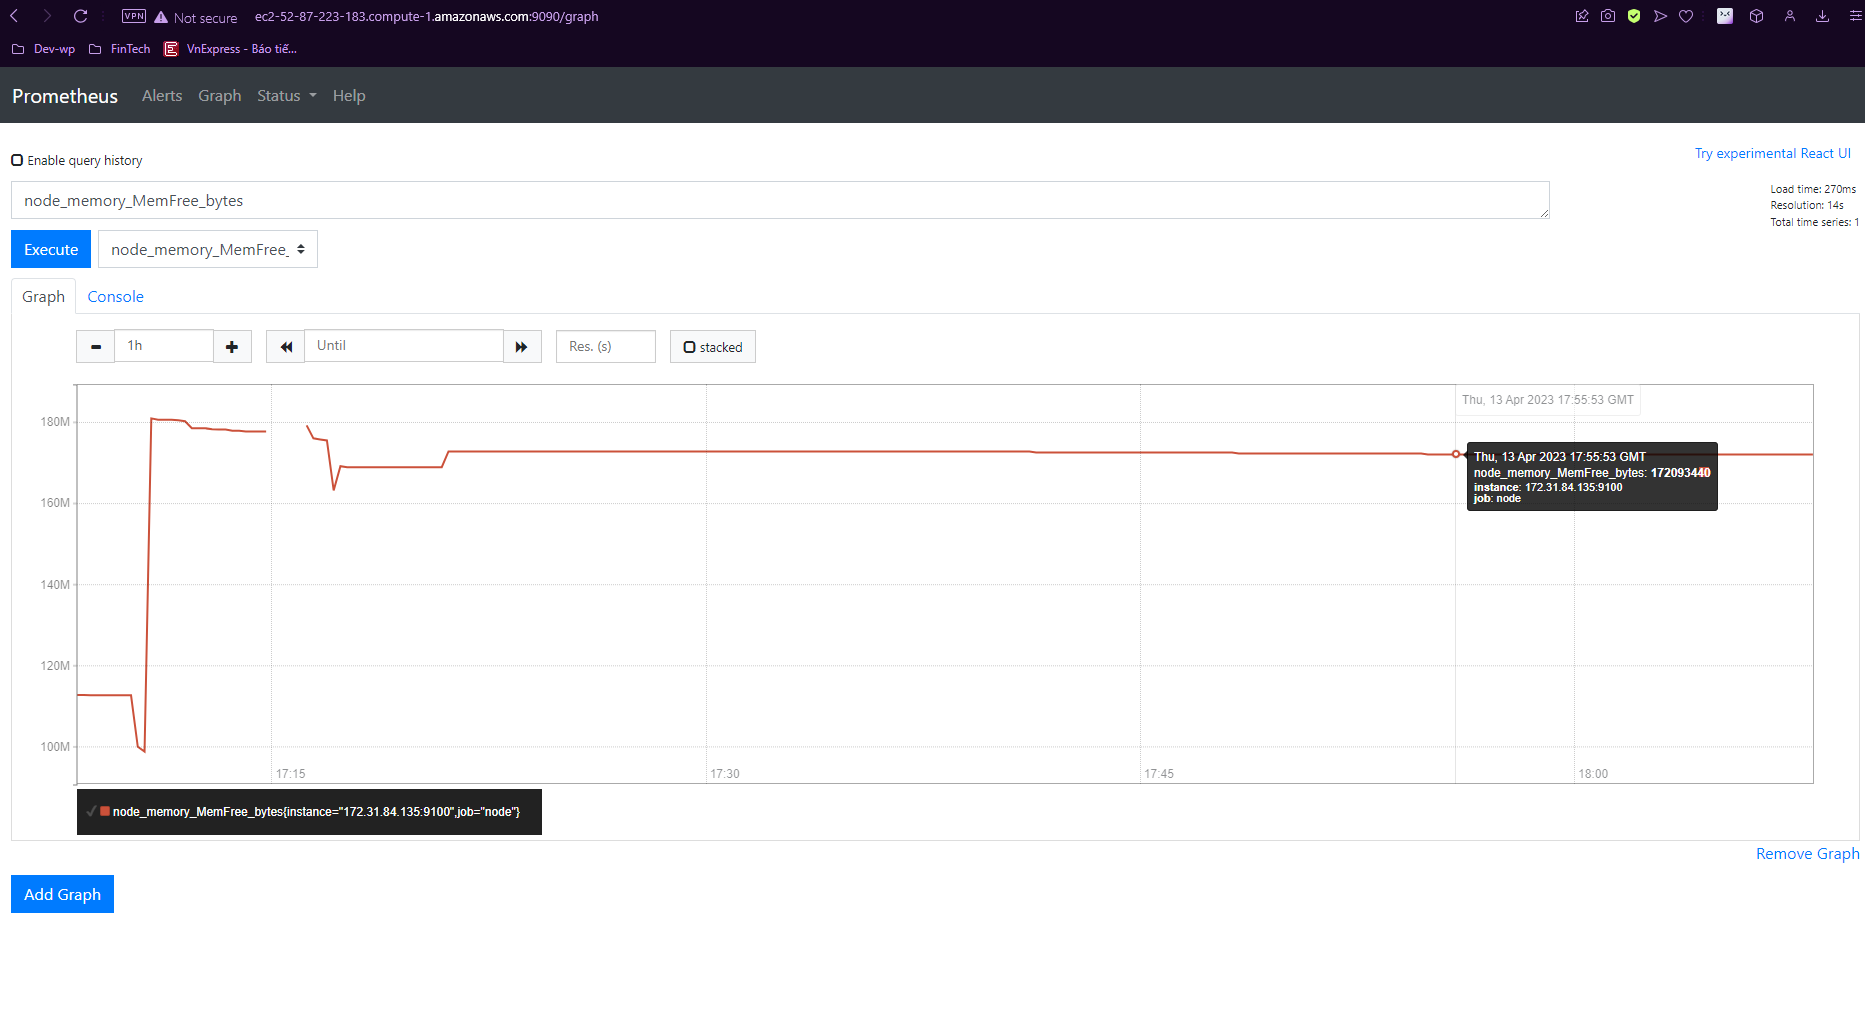 VPN Not secure ec2-52-87-223-183.compute-1.amazonaws.com:9090/graph
Dev-wp FinTech VnExpress - Báo tiế...
Prometheus Alerts Graph Status Help
Enable query history
Try experimental React UI
node_memory_MemFree_bytes
Load time: 270ms
Resolution: 14s
Total time series: 1
Execute node_memory_MemFree_
Graph Console
1h Until Res. (s) stacked
Thu, 13 Apr 2023 17:55:53 GMT
180M
Thu, 13 Apr 2023 17:55:53 GMT
node_memory_MemFree_bytes: 172093440
instance: 172.31.84.135:9100
job: node
160M
140M
120M
100M
17:15 17:30 17:45 18:00
node_memory_MemFree_bytes{instance="172.31.84.135:9100",job="node"}
Remove Graph
Add Graph